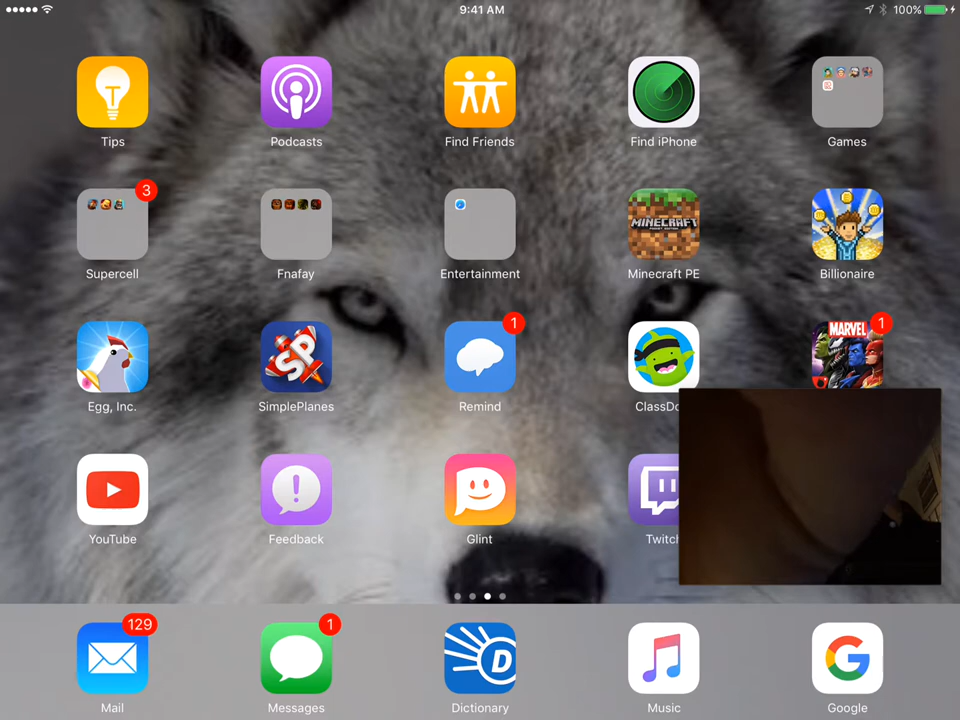 9:41 AM
100%
Tips
Podcasts
Find Friends
Find iPhone
Games
3
MINECRAFT
Supercell
Fnafay
Entertainment
Minecraft PE
Billionaire
1
MARVEL
1
SP
Egg, Inc.
SimplePlanes
Remind
ClassDo
YouTube
Feedback
Glint
Twitch
129
1
D
G
Mail
Messages
Dictionary
Music
Google